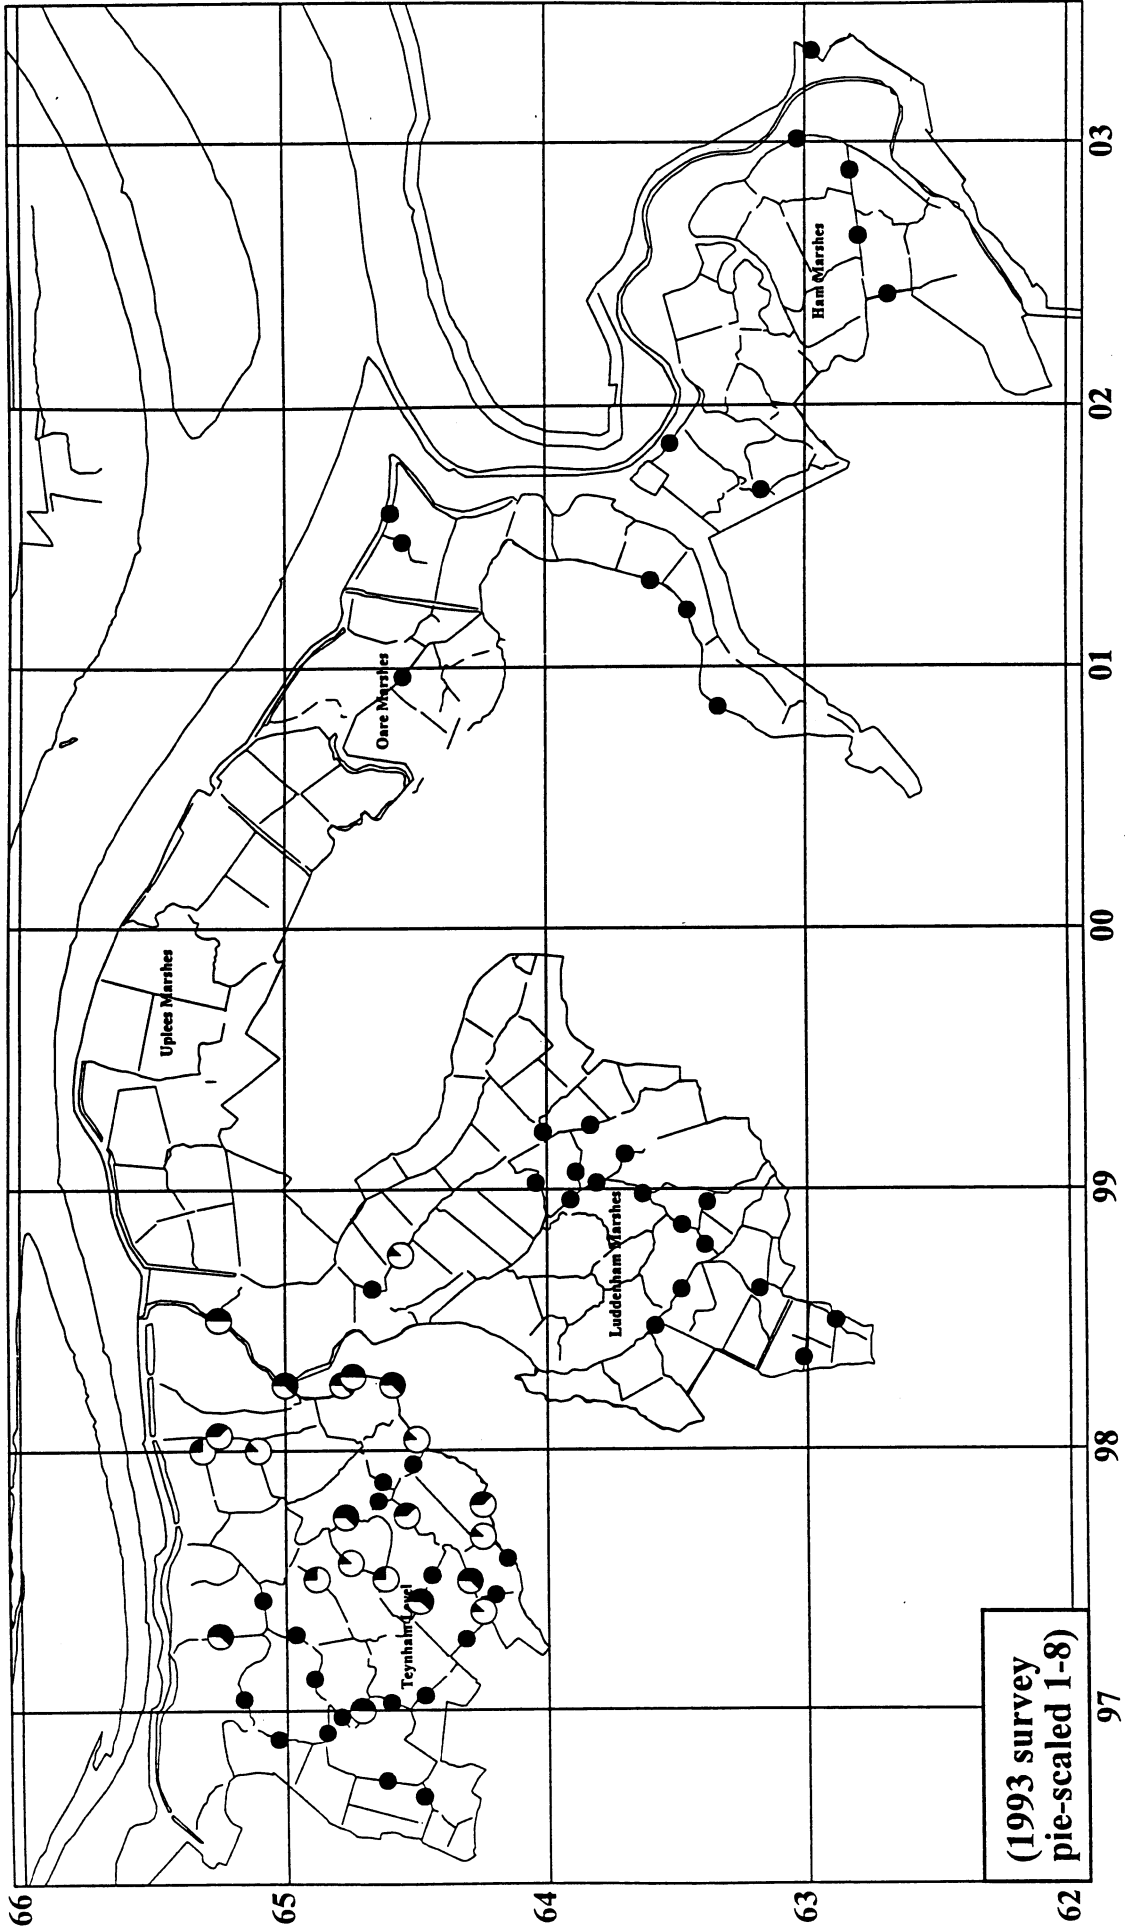 66
65
64
63
62
97
98
99
00
01
02
03
Teynham Level
Luddenham Marshes
Uplees Marshes
Oare Marshes
Ham Marshes
(1993 survey
pie-scaled 1-8)